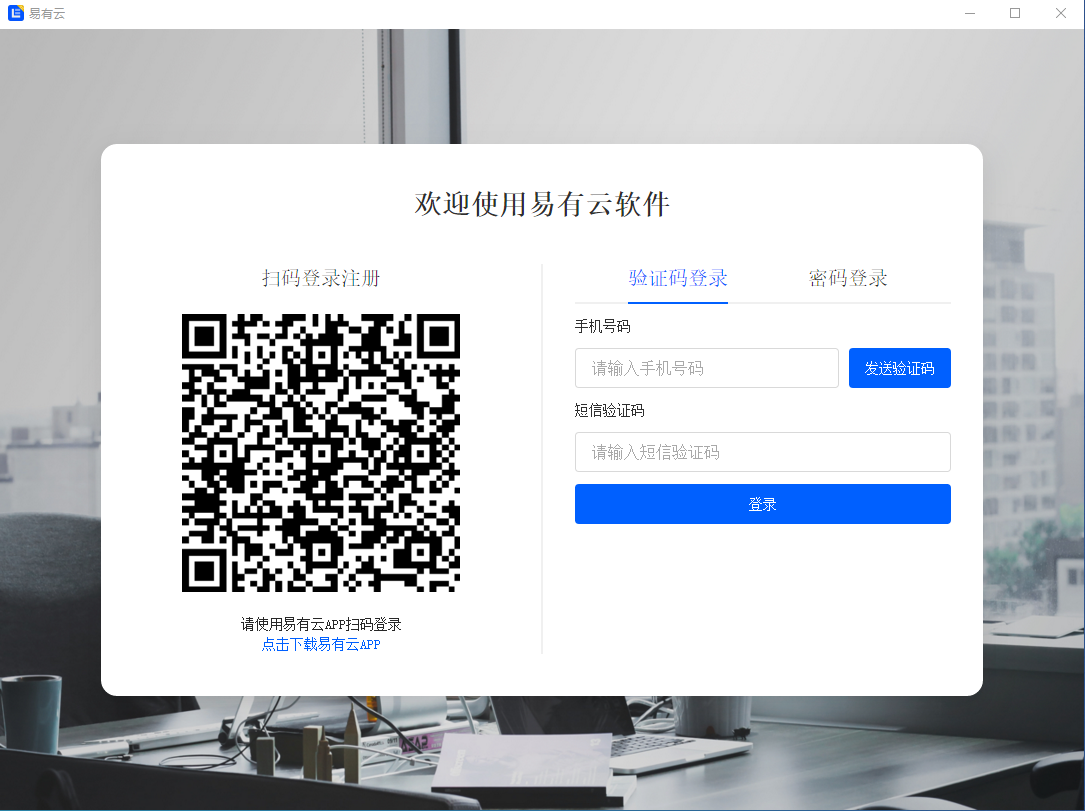 易有云
欢迎使用易有云软件
扫码登录注册
请使用易有云APP扫码登录
点击下载易有云APP
验证码登录 密码登录
手机号码
请输入手机号码 发送验证码
短信验证码
请输入短信验证码
登录